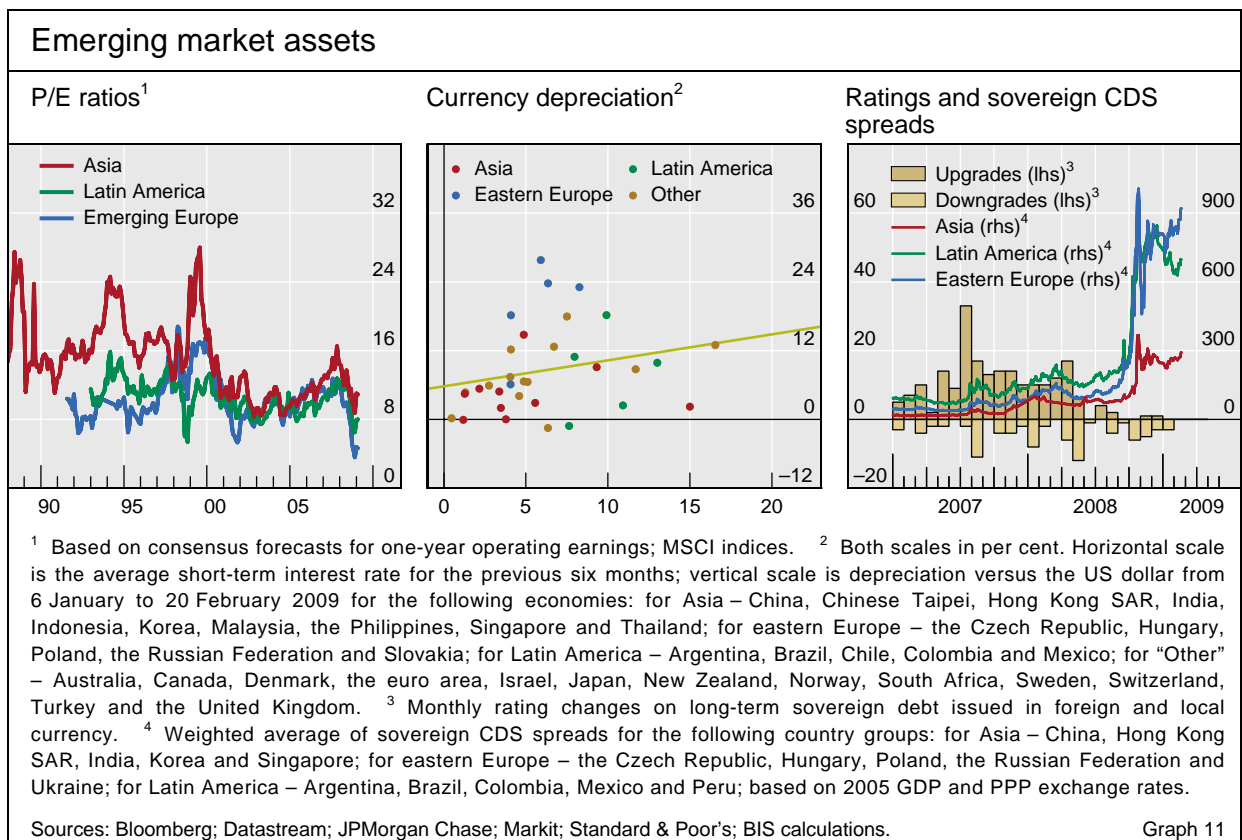 Emerging market assets
P/E ratios1
Currency depreciation2
Ratings and sovereign CDS
spreads
Asia
Latin America
Emerging Europe
32
24
16
8
0
90 95 00 05
Asia
Latin America
Eastern Europe
Other
36
24
12
0
–12
0 5 10 15 20
Upgrades (lhs)3
Downgrades (lhs)3
Asia (rhs)4
Latin America (rhs)4
Eastern Europe (rhs)4
60
40
20
0
–20
900
600
300
0
2007 2008 2009
1 Based on consensus forecasts for one-year operating earnings; MSCI indices. 2 Both scales in per cent. Horizontal scale
is the average short-term interest rate for the previous six months; vertical scale is depreciation versus the US dollar from
6 January to 20 February 2009 for the following economies: for Asia – China, Chinese Taipei, Hong Kong SAR, India,
Indonesia, Korea, Malaysia, the Philippines, Singapore and Thailand; for eastern Europe – the Czech Republic, Hungary,
Poland, the Russian Federation and Slovakia; for Latin America – Argentina, Brazil, Chile, Colombia and Mexico; for “Other”
– Australia, Canada, Denmark, the euro area, Israel, Japan, New Zealand, Norway, South Africa, Sweden, Switzerland,
Turkey and the United Kingdom. 3 Monthly rating changes on long-term sovereign debt issued in foreign and local
currency. 4 Weighted average of sovereign CDS spreads for the following country groups: for Asia – China, Hong Kong
SAR, India, Korea and Singapore; for eastern Europe – the Czech Republic, Hungary, Poland, the Russian Federation and
Ukraine; for Latin America – Argentina, Brazil, Colombia, Mexico and Peru; based on 2005 GDP and PPP exchange rates.
Sources: Bloomberg; Datastream; JPMorgan Chase; Markit; Standard & Poor's; BIS calculations. Graph 11